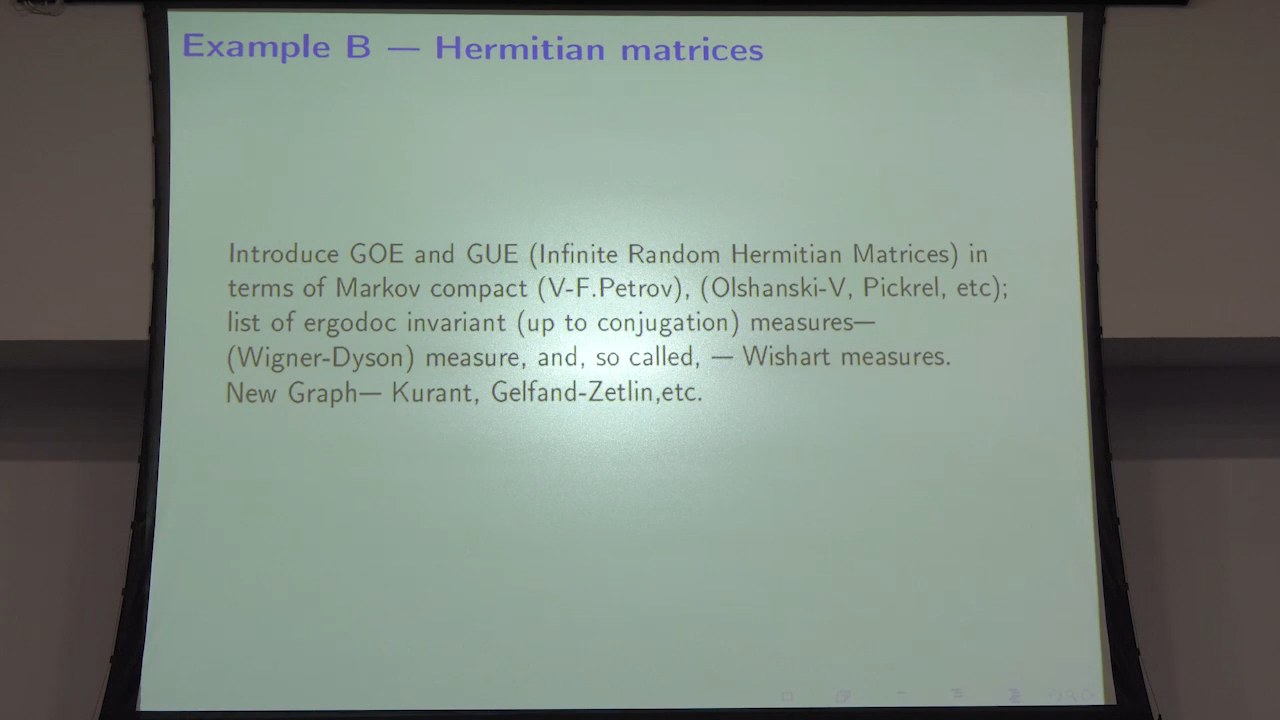 Example B — Hermitian matrices
Introduce GOE and GUE (Infinite Random Hermitian Matrices) in
terms of Markov compact (V-F.Petrov), (Olshanski-V, Pickrel, etc);
list of ergodoc invariant (up to conjugation) measures—
(Wigner-Dyson) measure, and, so called, — Wishart measures.
New Graph— Kurant, Gelfand-Zetlin,etc.